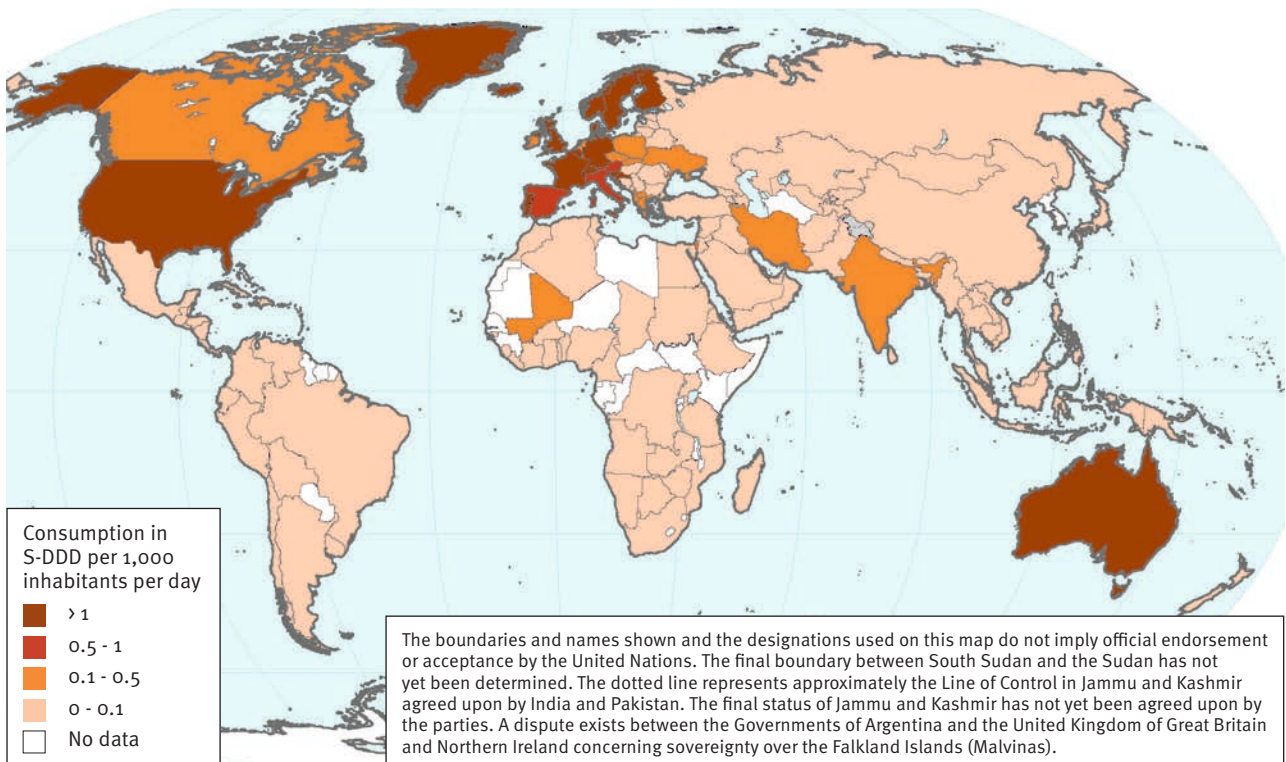 Consumption in
S-DDD per 1,000
inhabitants per day
> 1
0.5 - 1
0.1 - 0.5
0 - 0.1
No data
The boundaries and names shown and the designations used on this map do not imply official endorsement
or acceptance by the United Nations. The final boundary between South Sudan and the Sudan has not
yet been determined. The dotted line represents approximately the Line of Control in Jammu and Kashmir
agreed upon by India and Pakistan. The final status of Jammu and Kashmir has not yet been agreed upon by
the parties. A dispute exists between the Governments of Argentina and the United Kingdom of Great Britain
and Northern Ireland concerning sovereignty over the Falkland Islands (Malvinas).